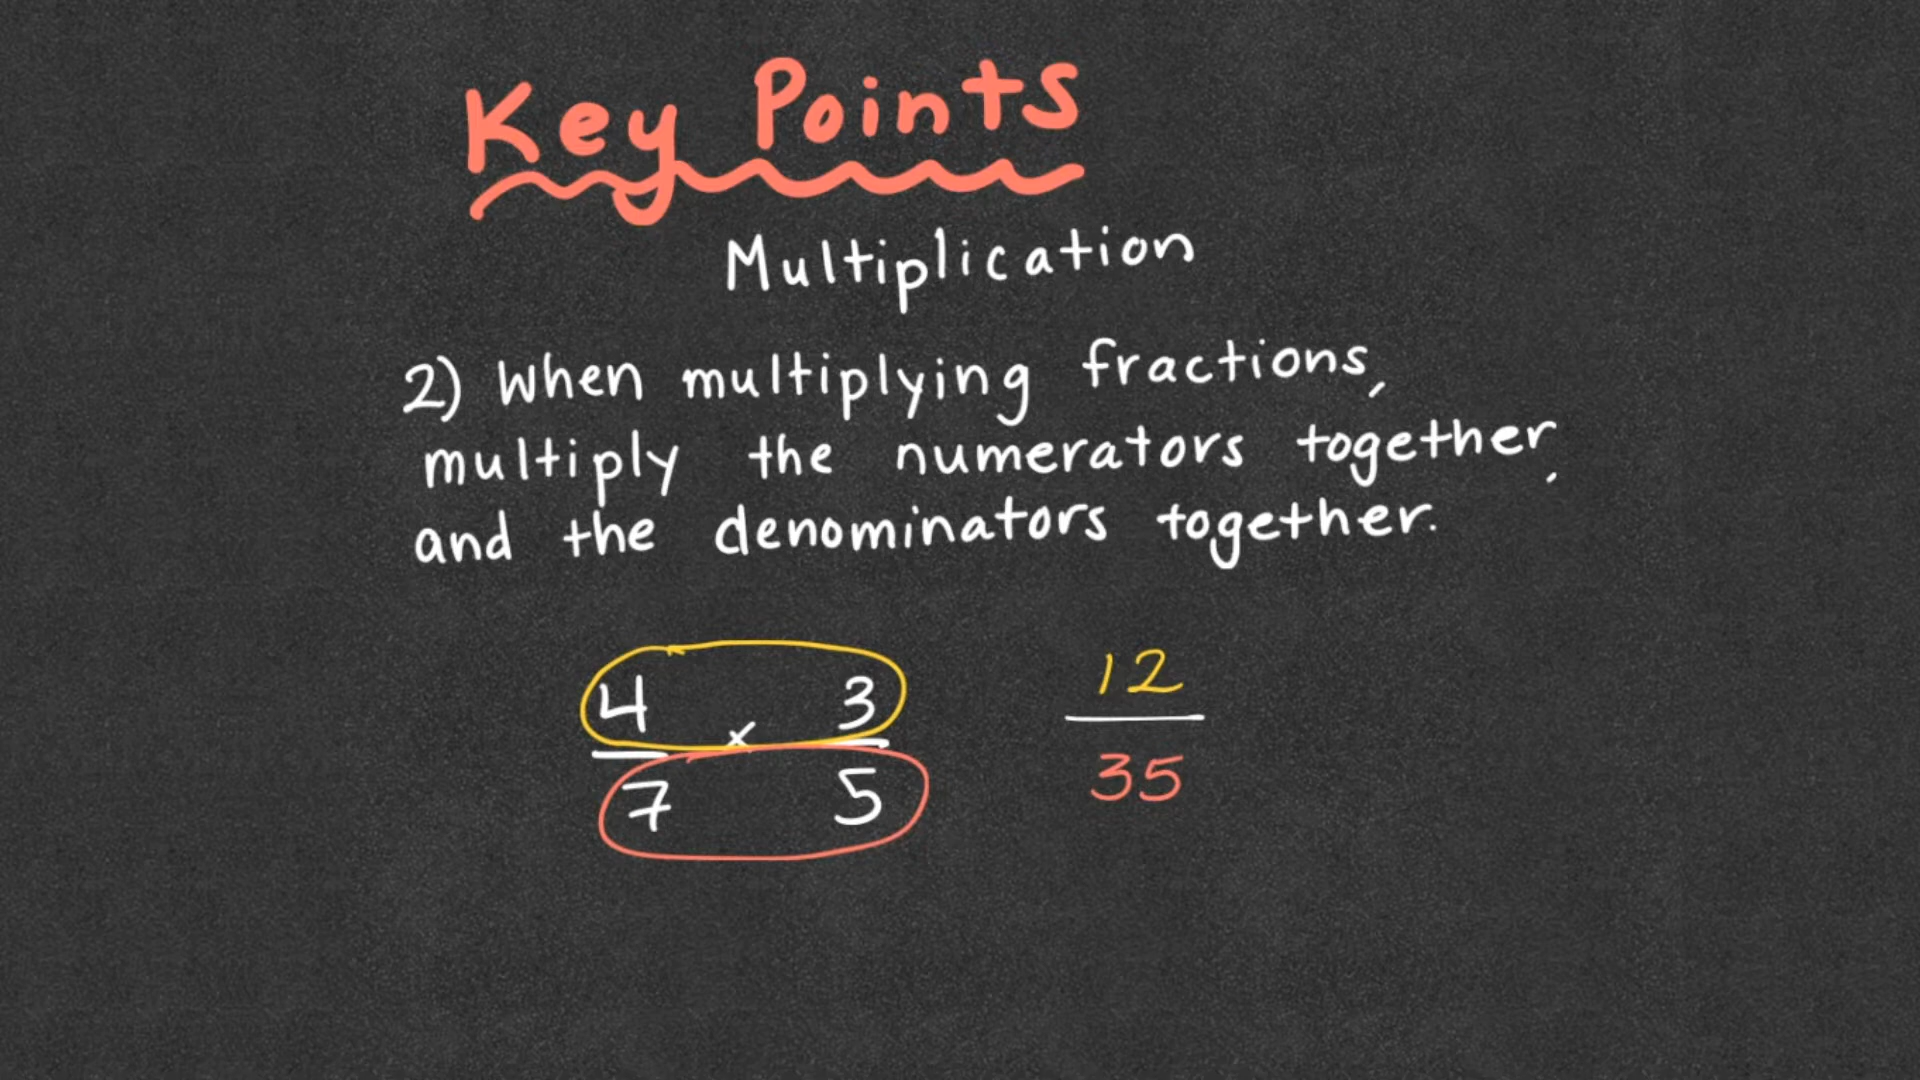 Key Points
Multiplication
2) When multiplying fractions,
multiply the numerators together,
and the denominators together.
4 × 3 12
7 5 35